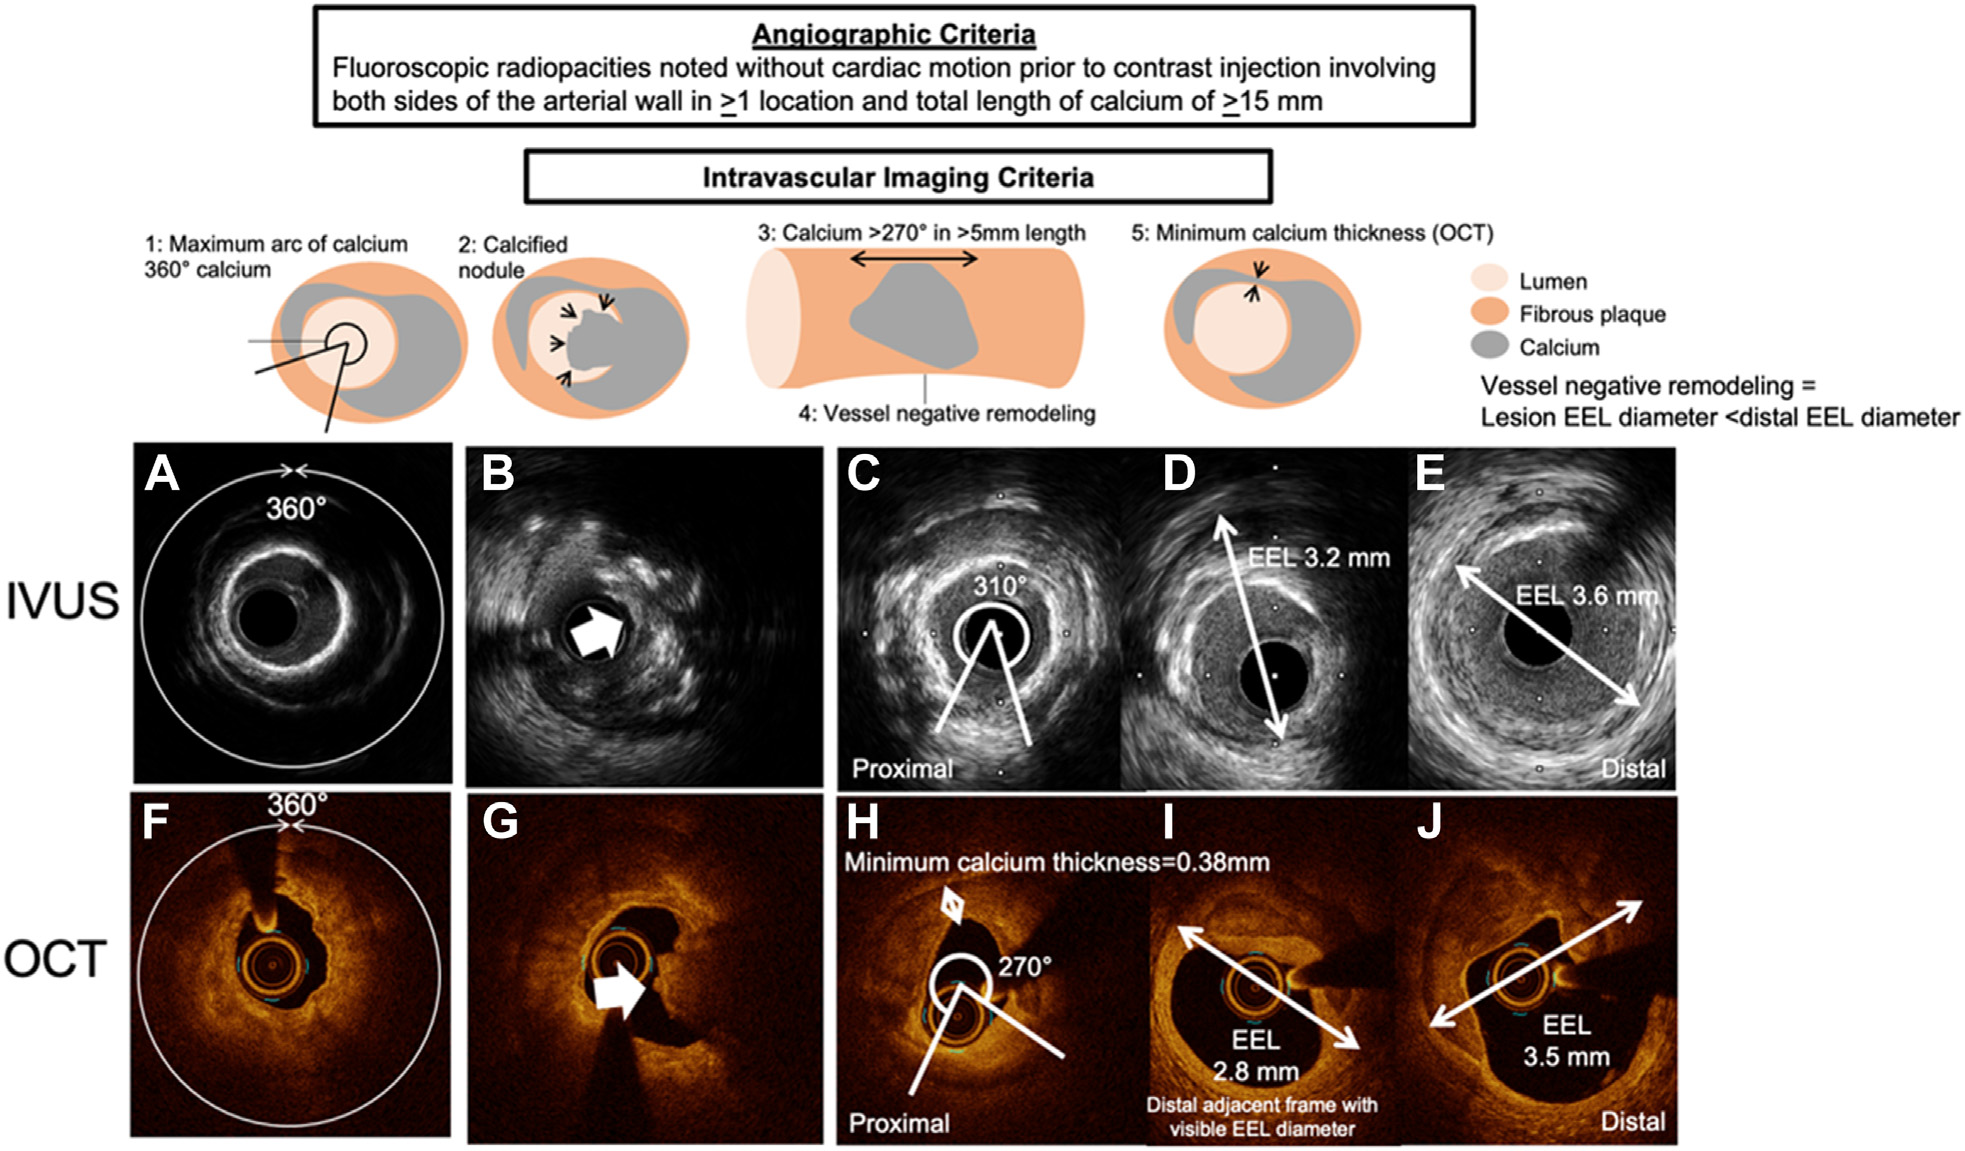 Angiographic Criteria
Fluoroscopic radiopacities noted without cardiac motion prior to contrast injection involving
both sides of the arterial wall in ≥1 location and total length of calcium of ≥15 mm
Intravascular Imaging Criteria
1: Maximum arc of calcium
360° calcium
2: Calcified
nodule
3: Calcium >270° in >5mm length
4: Vessel negative remodeling
5: Minimum calcium thickness (OCT)
Lumen
Fibrous plaque
Calcium
Vessel negative remodeling =
Lesion EEL diameter <distal EEL diameter
IVUS
A
360°
B
C
310°
Proximal
D
EEL 3.2 mm
E
EEL 3.6 mm
Distal
OCT
F
360°
G
H
Minimum calcium thickness=0.38mm
270°
Proximal
I
EEL
2.8 mm
Distal adjacent frame with
visible EEL diameter
J
EEL
3.5 mm
Distal